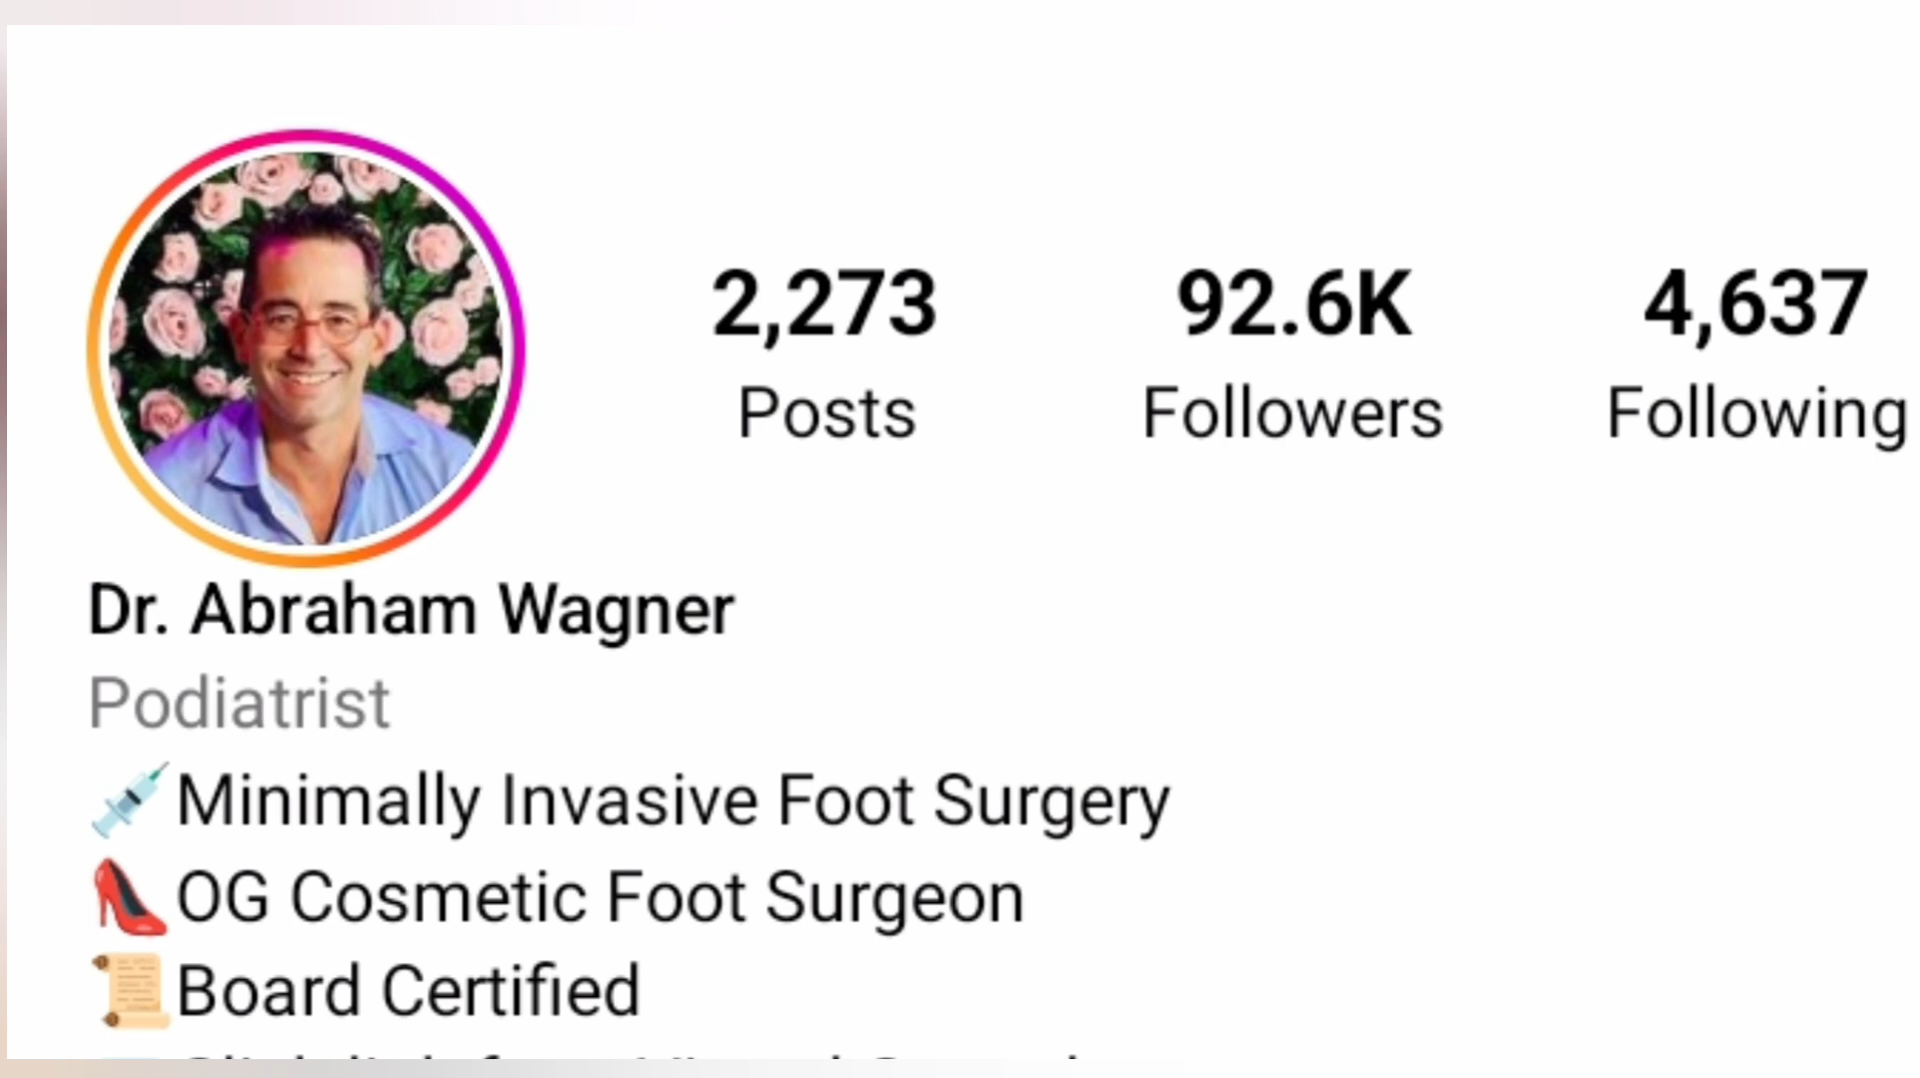 2,273 92.6K 4,637
Posts Followers Following
Dr. Abraham Wagner
Podiatrist
Minimally Invasive Foot Surgery
OG Cosmetic Foot Surgeon
Board Certified